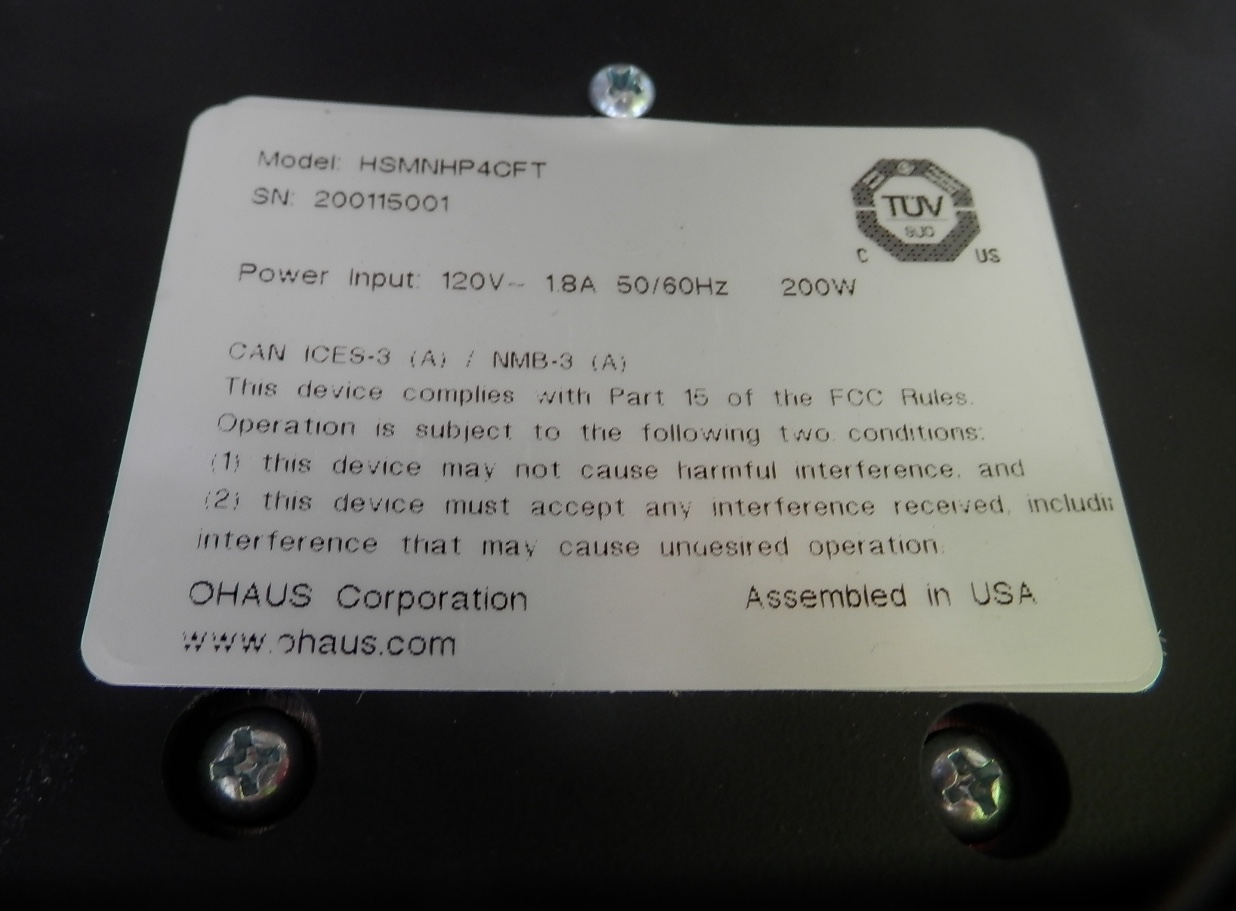 Model: HSMNHP4CFT
SN: 200115001
TÜV
SÜD
C US
Power Input: 120V~ 1.8A 50/60Hz 200W
CAN ICES-3 (A) / NMB-3 (A)
This device complies with Part 15 of the FCC Rules.
Operation is subject to the following two conditions:
(1) this device may not cause harmful interference, and
(2) this device must accept any interference received,
interference that may cause undesired operation.
OHAUS Corporation Assembled in USA
www.ohaus.com